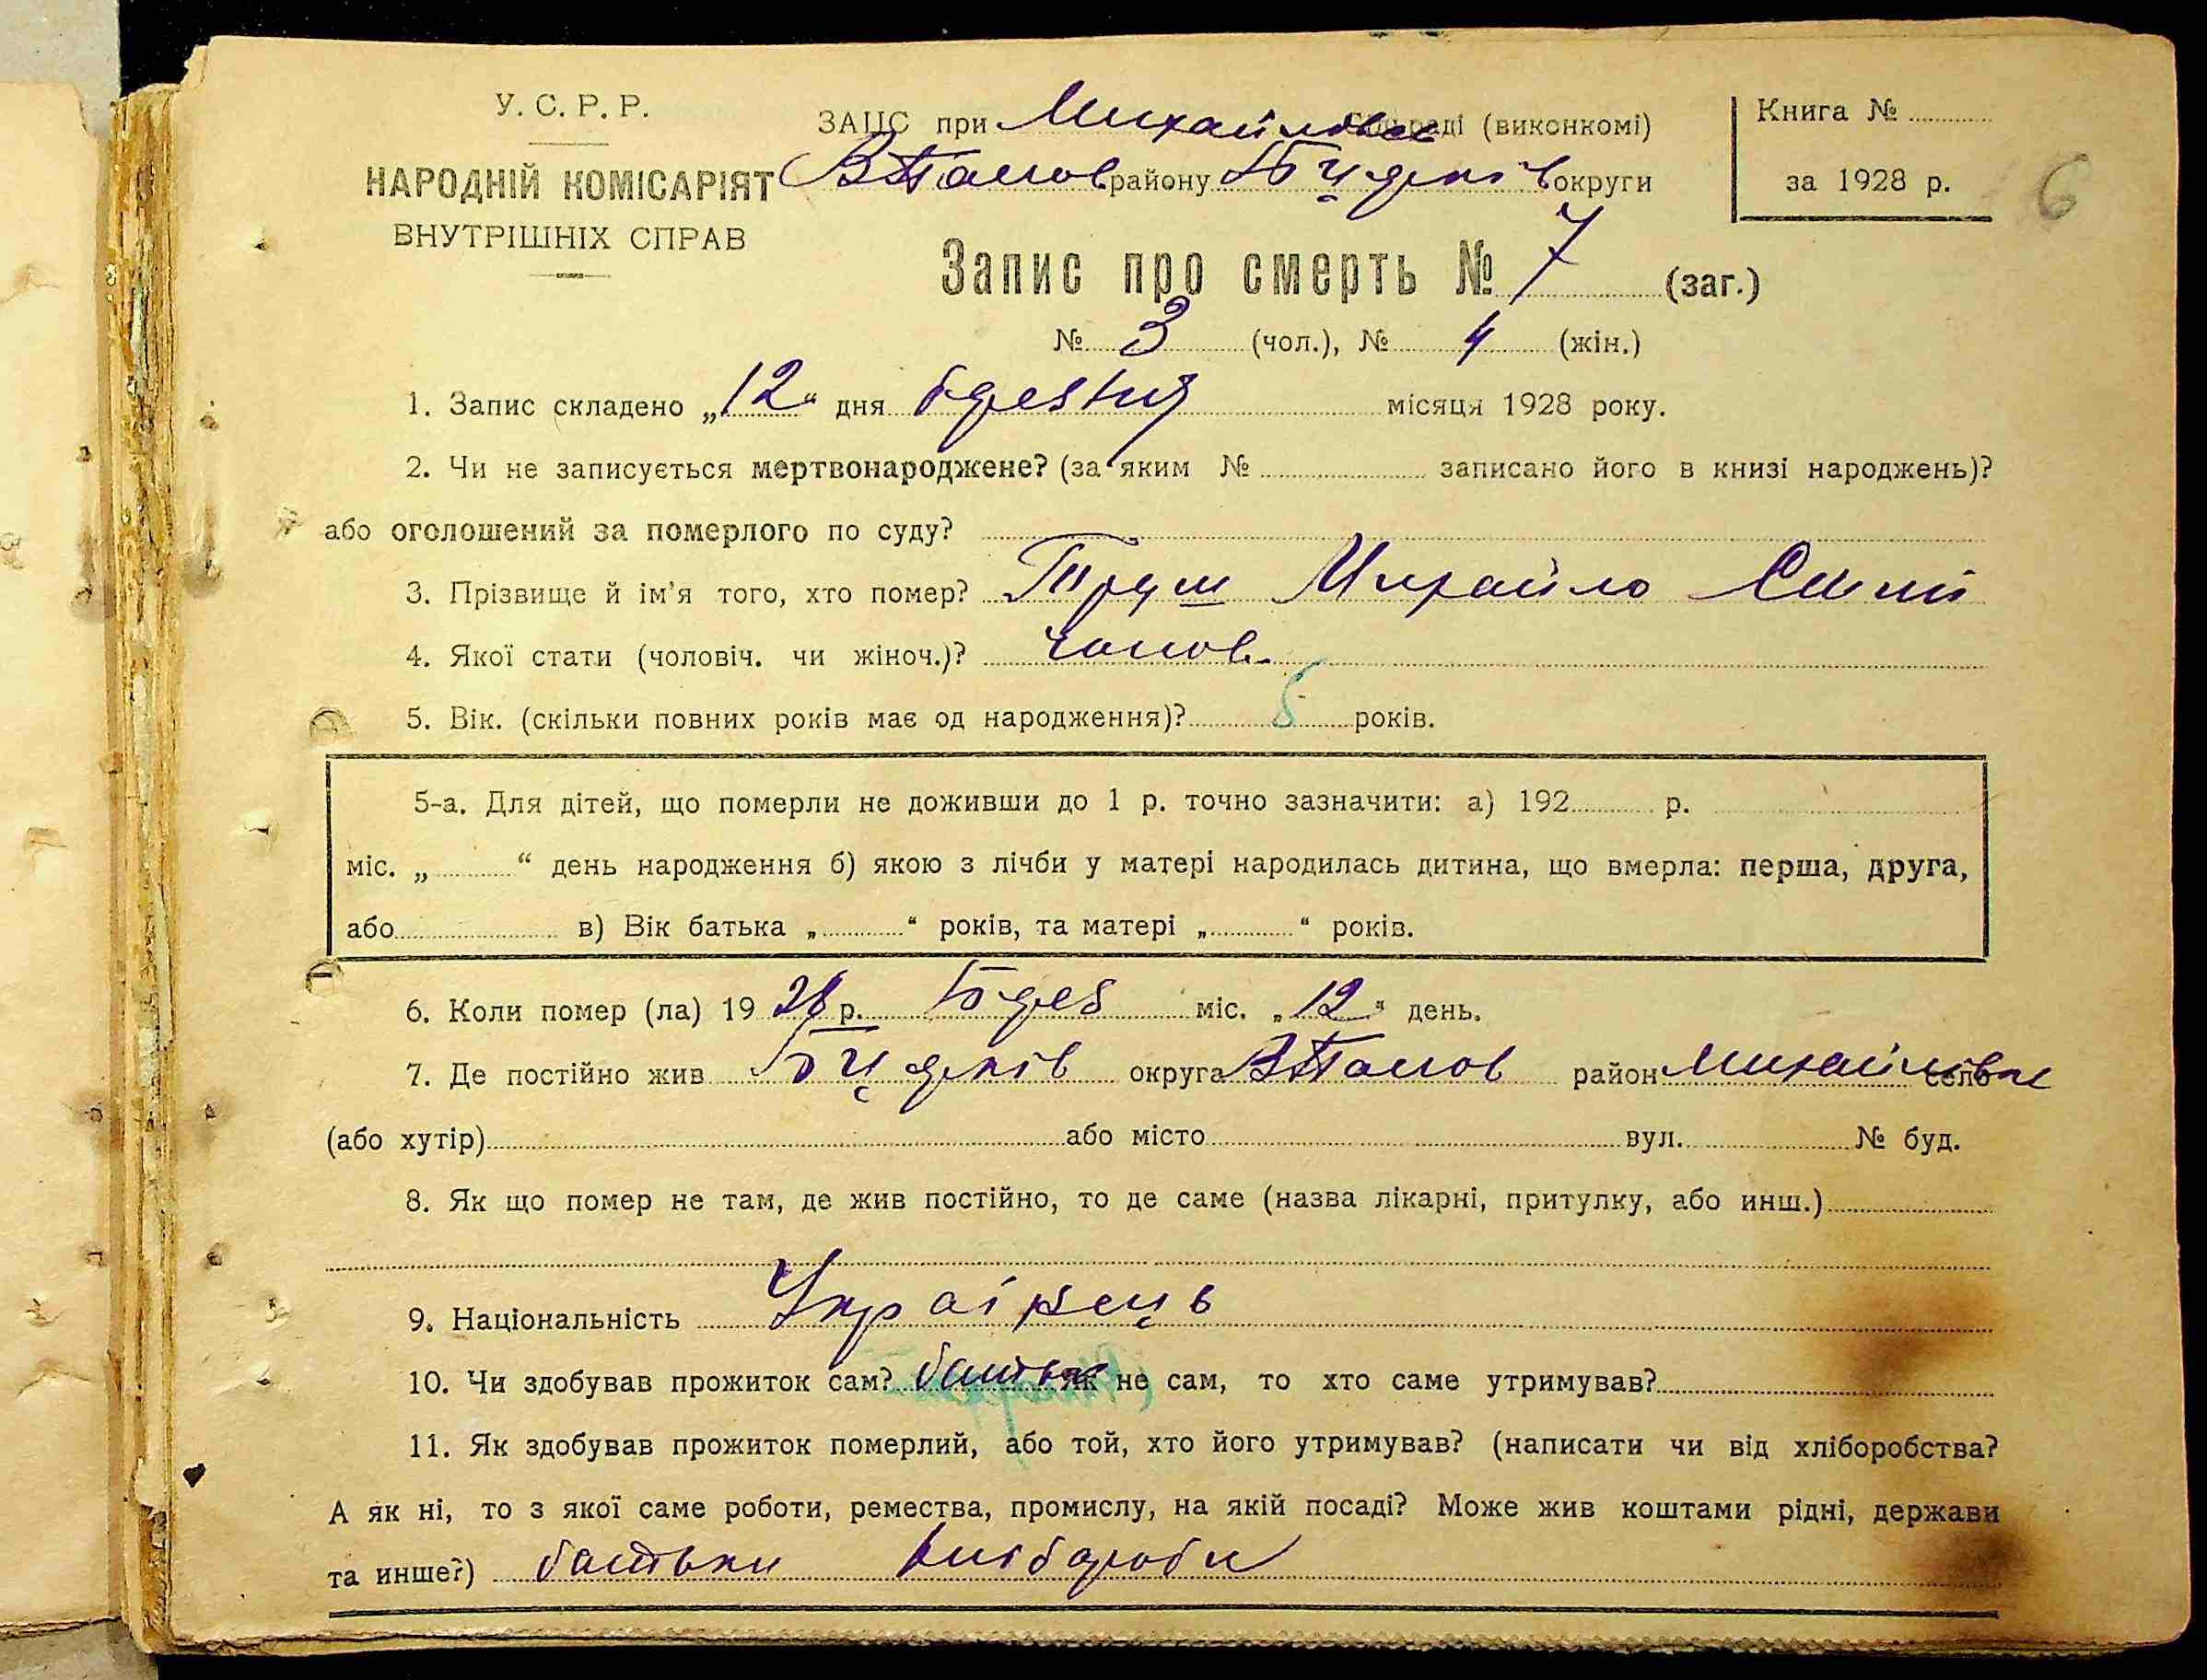 У. С. Р. Р.
НАРОДНІЙ КОМІСАРІЯТ
ВНУТРІШНІХ СПРАВ
ЗАЦС при Михайлівс раді (виконкомі)
району округи
Книга №
за 1928 р.
6
Запис про смерть № 7 (заг.)
№ 3 (чол.), № 4 (жін.)
1. Запис складено „12“ дня місяця 1928 року.
2. Чи не записується мертвонароджене? (за яким № записано його в книзі народжень)?
або оголошений за померлого по суду?
3. Прізвище й ім'я того, хто помер? Труш Михайло
4. Якої стати (чоловіч. чи жіноч.)? чолов.
5. Вік. (скільки повних років має од народження)? років.
5-а. Для дітей, що померли не доживши до 1 р. точно зазначити: а) 192 р.
міс. „ “ день народження б) якою з лічби у матері народилась дитина, що вмерла: перша, друга,
або в) Вік батька „ “ років, та матері „ “ років.
6. Коли помер (ла) 19 28 р. міс. „12“ день.
7. Де постійно жив округа район Михайлівка село
(або хутір) або місто вул. № буд.
8. Як що помер не там, де жив постійно, то де саме (назва лікарні, притулку, або инш.)
9. Національність Українець
10. Чи здобував прожиток сам? батьки як не сам, то хто саме утримував?
11. Як здобував прожиток померлий, або той, хто його утримував? (написати чи від хліборобства?
А як ні, то з якої саме роботи, ремества, промислу, на якій посаді? Може жив коштами рідні, держави
та инше?) батьки хлібороби